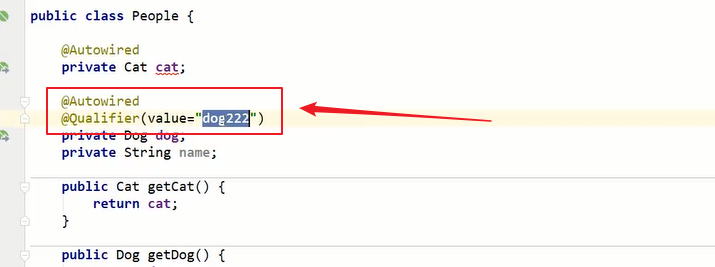 public class People {
@Autowired
private Cat cat;
@Autowired
@Qualifier(value="dog222")
private Dog dog;
private String name;
public Cat getCat() {
return cat;
}
public Dog getDog() {